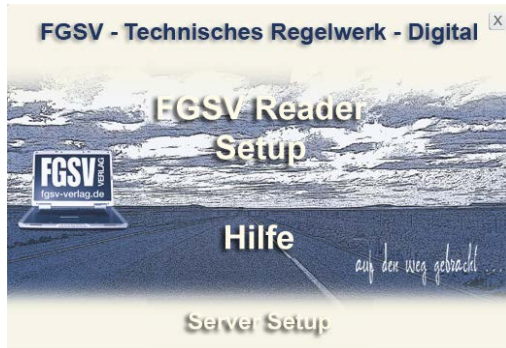 FGSV - Technisches Regelwerk - Digital
X
FGSV Reader
Setup
FGSV
VERLAG
fgsv-verlag.de
Hilfe
auf den weg gebracht ...
Server Setup